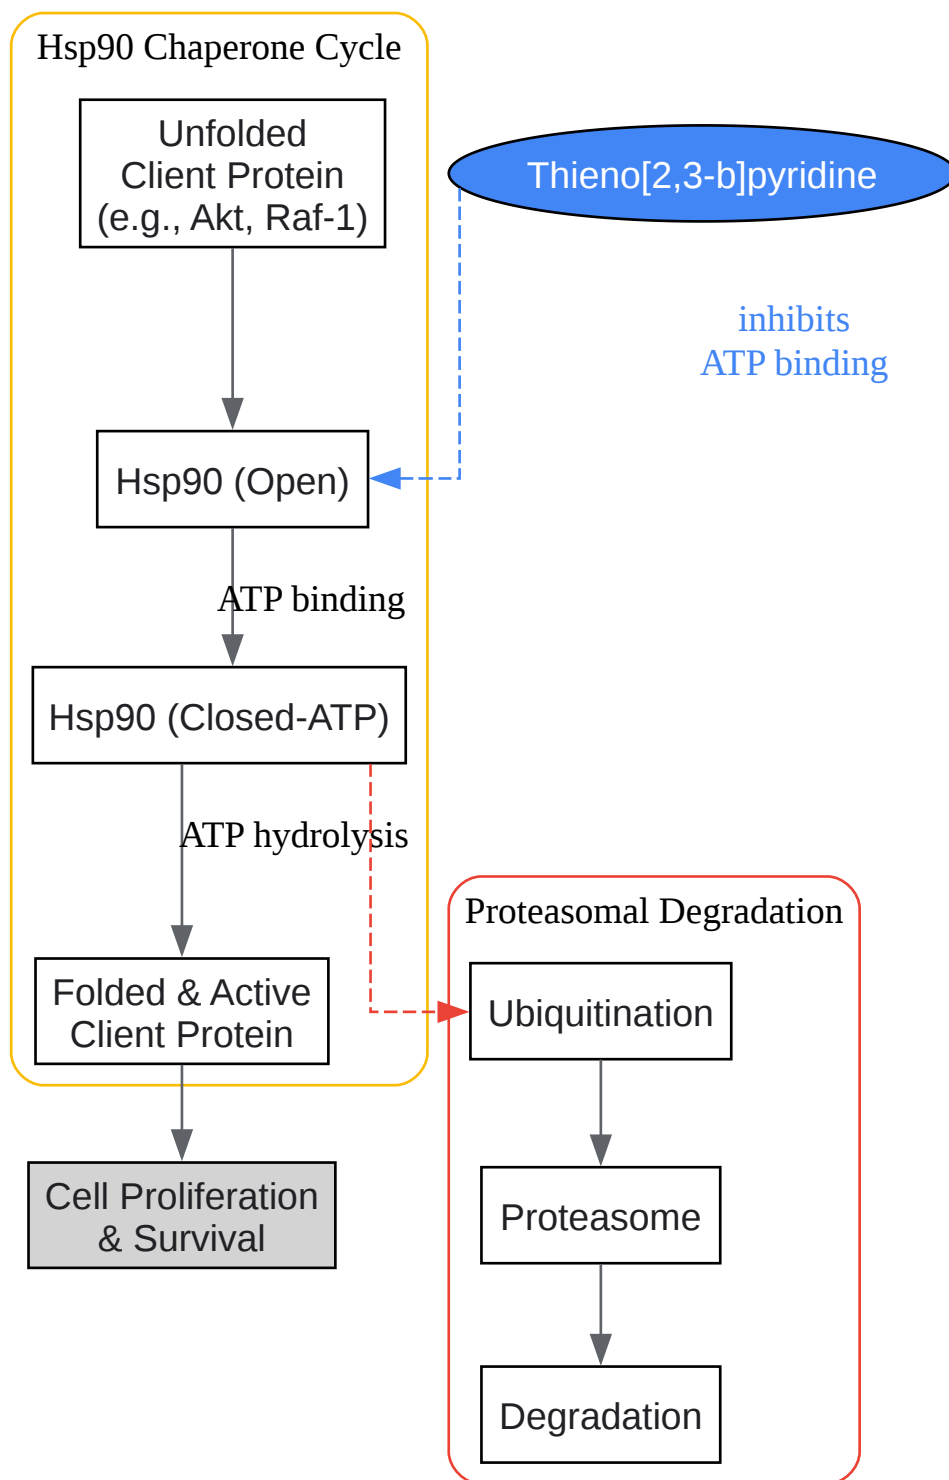 Hsp90 Chaperone Cycle
Unfolded
Client Protein
(e.g., Akt, Raf-1)
Thieno[2,3-b]pyridine
inhibits
ATP binding
Hsp90 (Open)
ATP binding
Hsp90 (Closed-ATP)
ATP hydrolysis
Proteasomal Degradation
Folded & Active
Client Protein
Ubiquitination
Cell Proliferation
& Survival
Proteasome
Degradation